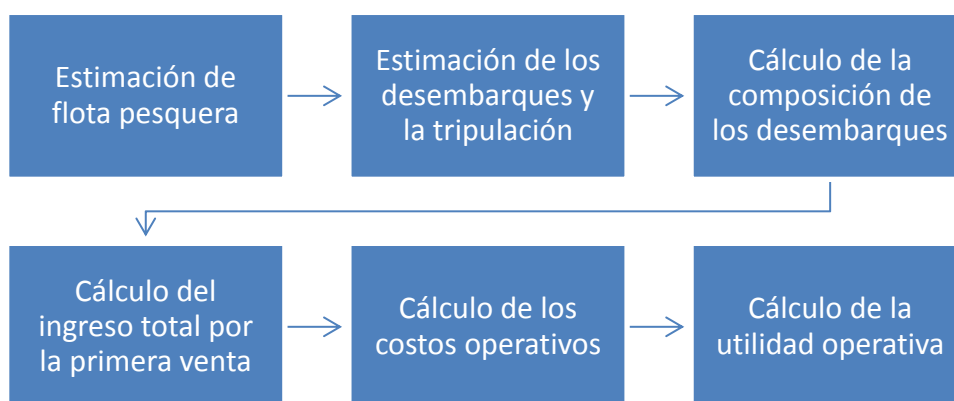 Estimación de
flota pesquera
Estimación de los
desembarques y
la tripulación
Cálculo de la
composición de
los desembarques
Cálculo del
ingreso total por
la primera venta
Cálculo de los
costos operativos
Cálculo de la
utilidad operativa